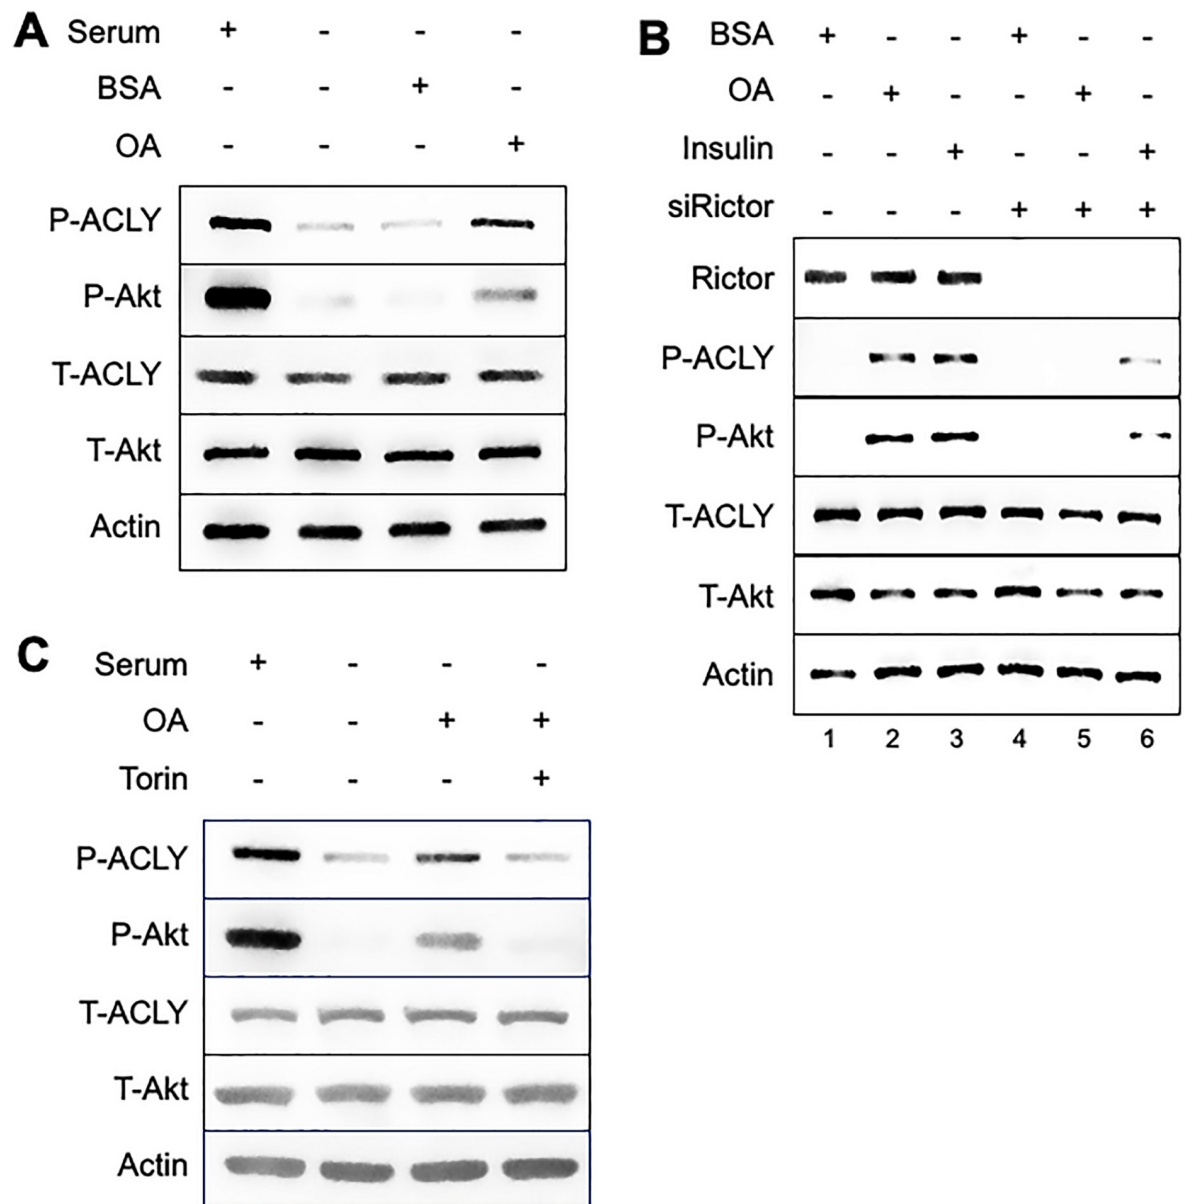 A
Serum + - - -
BSA - - + -
OA - - - +
P-ACLY
P-Akt
T-ACLY
T-Akt
Actin
B
BSA + - - + - -
OA - + - - + -
Insulin - - + - - +
siRictor - - - + + +
Rictor
P-ACLY
P-Akt
T-ACLY
T-Akt
Actin
1 2 3 4 5 6
C
Serum + - - -
OA - - + +
Torin - - - +
P-ACLY
P-Akt
T-ACLY
T-Akt
Actin